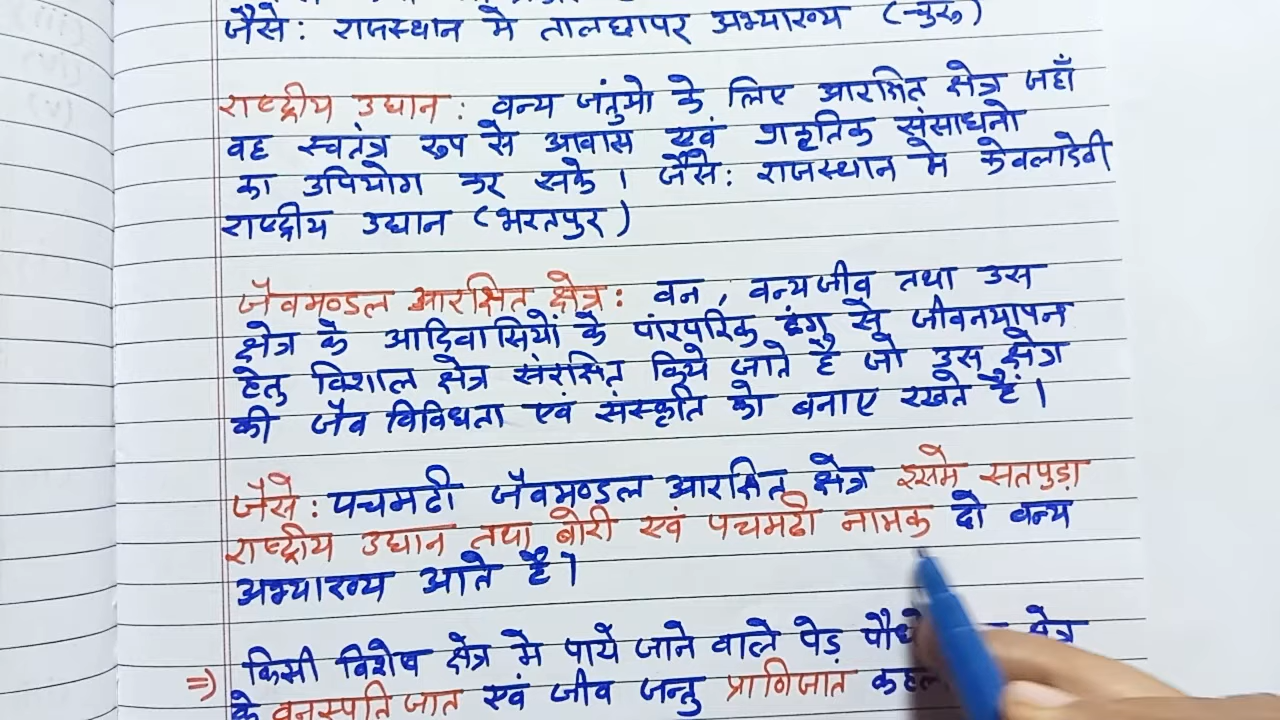 जैसे: राजस्थान मे तालछापर अभ्यारण्य (चुरू)
राष्ट्रीय उद्यान: वन्य जंतुओ के लिए आरक्षित क्षेत्र जहाँ
वह स्वतंत्र रूप से आवास एवं प्राकृतिक संसाधनो
का उपियोग कर सके। जैसे: राजस्थान मे केवलादेवी
राष्ट्रीय उद्यान (भरतपुर)
जैवमण्डल आरक्षित क्षेत्र: वन, वन्यजीव तथा उस
क्षेत्र के आदिवासियों के पारंपरिक ढंग से जीवनयापन
हेतु विशाल क्षेत्र संरक्षित किये जाते है जो उस क्षेत्र
की जैव विविधता एवं संस्कृति को बनाए रखते हैं।
जैसे: पचमढी जैवमण्डल आरक्षित क्षेत्र इसमे सतपुड़ा
राष्ट्रीय उद्यान तथा बोरी एवं पचमढी नामक दो वन्य
अभ्यारण्य आते है।
=> किसी विशेष क्षेत्र मे पाये जाने वाले पेड़ क्षेत्र
के वनस्पतिजात एवं जीव जन्तु प्राणिजात